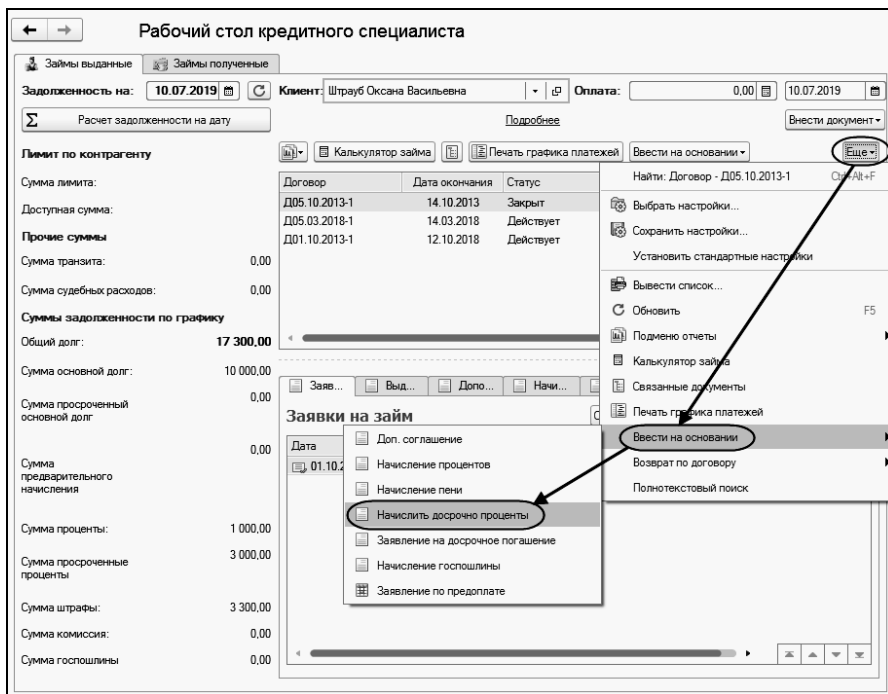 Рабочий стол кредитного специалиста
Займы выданные
Займы полученные
Задолженность на: 10.07.2019
Клиент: Штрауб Оксана Васильевна
Оплата: 0,00
10.07.2019
Расчет задолженности на дату
Подробнее
Внести документ
Лимит по контрагенту
Калькулятор займа
Печать графика платежей
Ввести на основании
Еще
Сумма лимита:
Доступная сумма:
Прочие суммы
Сумма транзита: 0,00
Сумма судебных расходов: 0,00
Суммы задолженности по графику
Общий долг: 17 300,00
Сумма основной долг: 10 000,00
Сумма просроченный основной долг
0,00
0,00
Сумма предварительного начисления
Сумма проценты: 1 000,00
Сумма просроченные проценты
3 000,00
Сумма штрафы: 3 300,00
Сумма комиссия: 0,00
Сумма госпошлины 0,00
Договор Дата окончания Статус
Д05.10.2013-1 14.10.2013 Закрыт
Д05.03.2018-1 14.03.2018 Действует
Д01.10.2013-1 12.10.2018 Действует
Найти: Договор - Д05.10.2013-1 Ctrl+Alt+F
Выбрать настройки...
Сохранить настройки...
Установить стандартные настройки
Вывести список...
Обновить F5
Подменю отчеты
Калькулятор займа
Связанные документы
Печать графика платежей
Ввести на основании
Возврат по договору
Полнотекстовый поиск
Заяв...
Выд...
Допо...
Начи...
Заявки на займ
Дата
01.10.2
Доп. соглашение
Начисление процентов
Начисление пени
Начислить досрочно проценты
Заявление на досрочное погашение
Начисление госпошлины
Заявление по предоплате